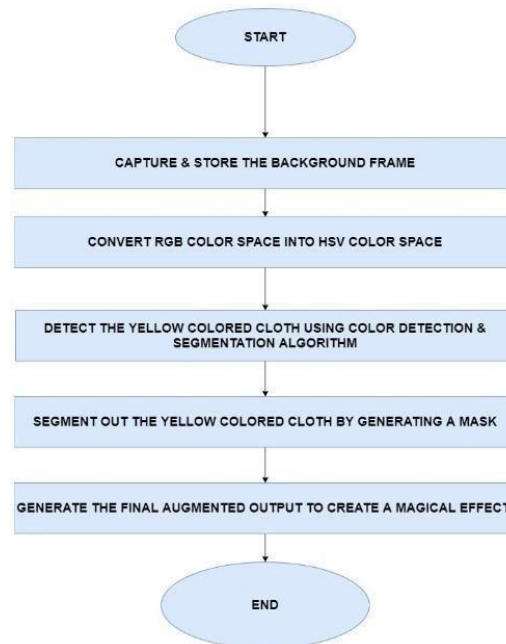 START
CAPTURE & STORE THE BACKGROUND FRAME
CONVERT RGB COLOR SPACE INTO HSV COLOR SPACE
DETECT THE YELLOW COLORED CLOTH USING COLOR DETECTION &
SEGMENTATION ALGORITHM
SEGMENT OUT THE YELLOW COLORED CLOTH BY GENERATING A MASK
GENERATE THE FINAL AUGMENTED OUTPUT TO CREATE A MAGICAL EFFECT
END